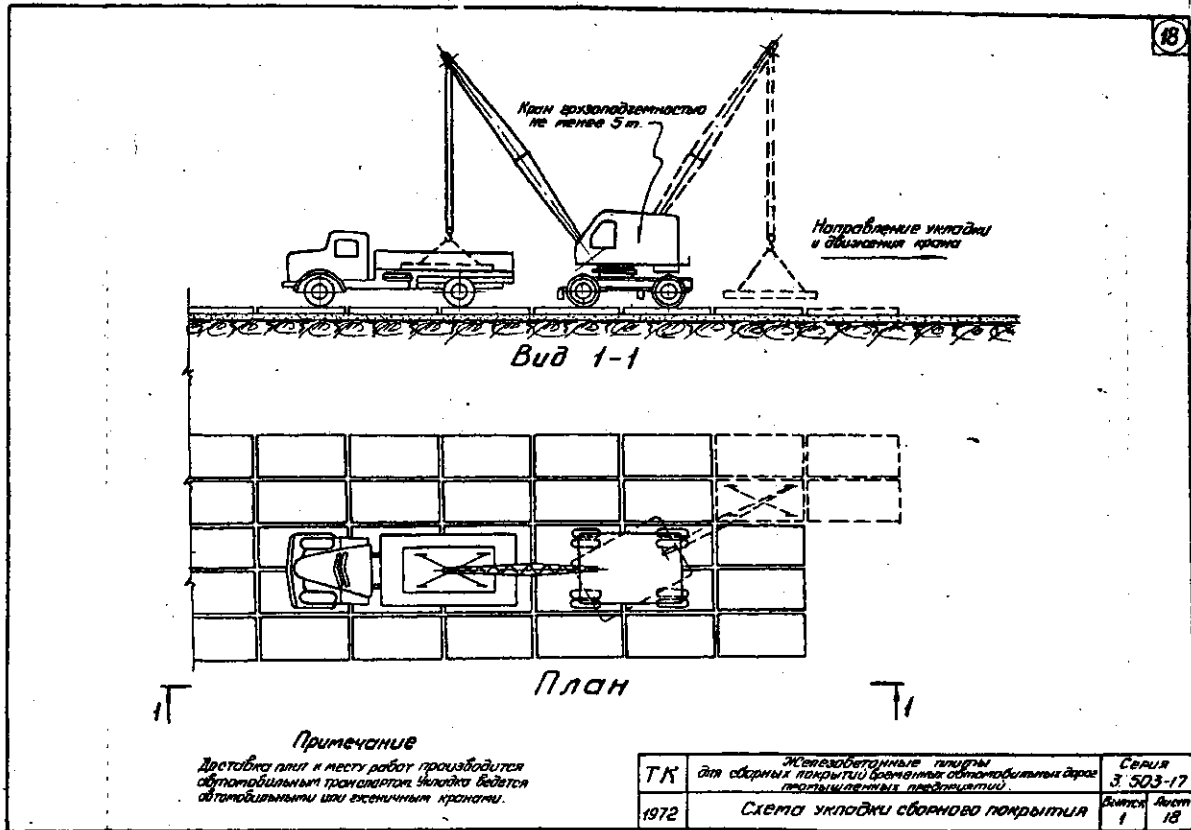 18
Кран грузоподъемностью
не менее 5 т.
Направление укладки
и движения крана
Вид 1-1
План
1
1
Примечание
Доставка плит к месту работ производится
автомобильным транспортом. Укладка ведется
автомобильными или гусеничным кранами.
ТК
Железобетонные плиты
для сборных покрытий временных автомобильных дорог
промышленных предприятий.
Серия
3.503-17
1972
Схема укладки сборного покрытия
Выпуск
1
Лист
18